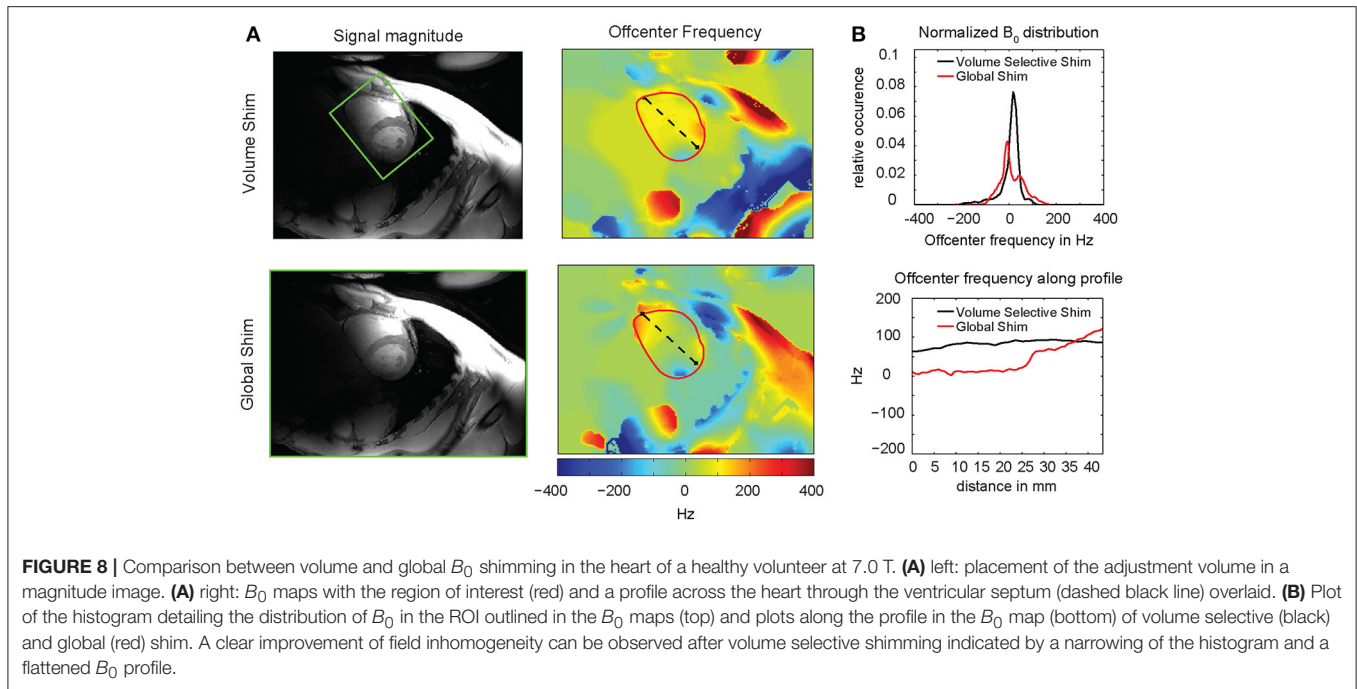 A
Signal magnitude
Offcenter Frequency
Volume Shim
Global Shim
−400
−200
0
200
400
Hz
B
Normalized B₀ distribution
Volume Selective Shim
Global Shim
relative occurence
0.1
0.08
0.06
0.04
0.02
0
-400
-200
0
200
400
Offcenter frequency in Hz
Offcenter frequency along profile
Volume Selective Shim
Global Shim
Hz
200
100
0
−100
−200
0
5
10
15
20
25
30
35
40
distance in mm
FIGURE 8 | Comparison between volume and global B₀ shimming in the heart of a healthy volunteer at 7.0 T. (A) left: placement of the adjustment volume in a
magnitude image. (A) right: B₀ maps with the region of interest (red) and a profile across the heart through the ventricular septum (dashed black line) overlaid. (B) Plot
of the histogram detailing the distribution of B₀ in the ROI outlined in the B₀ maps (top) and plots along the profile in the B₀ map (bottom) of volume selective (black)
and global (red) shim. A clear improvement of field inhomogeneity can be observed after volume selective shimming indicated by a narrowing of the histogram and a
flattened B₀ profile.